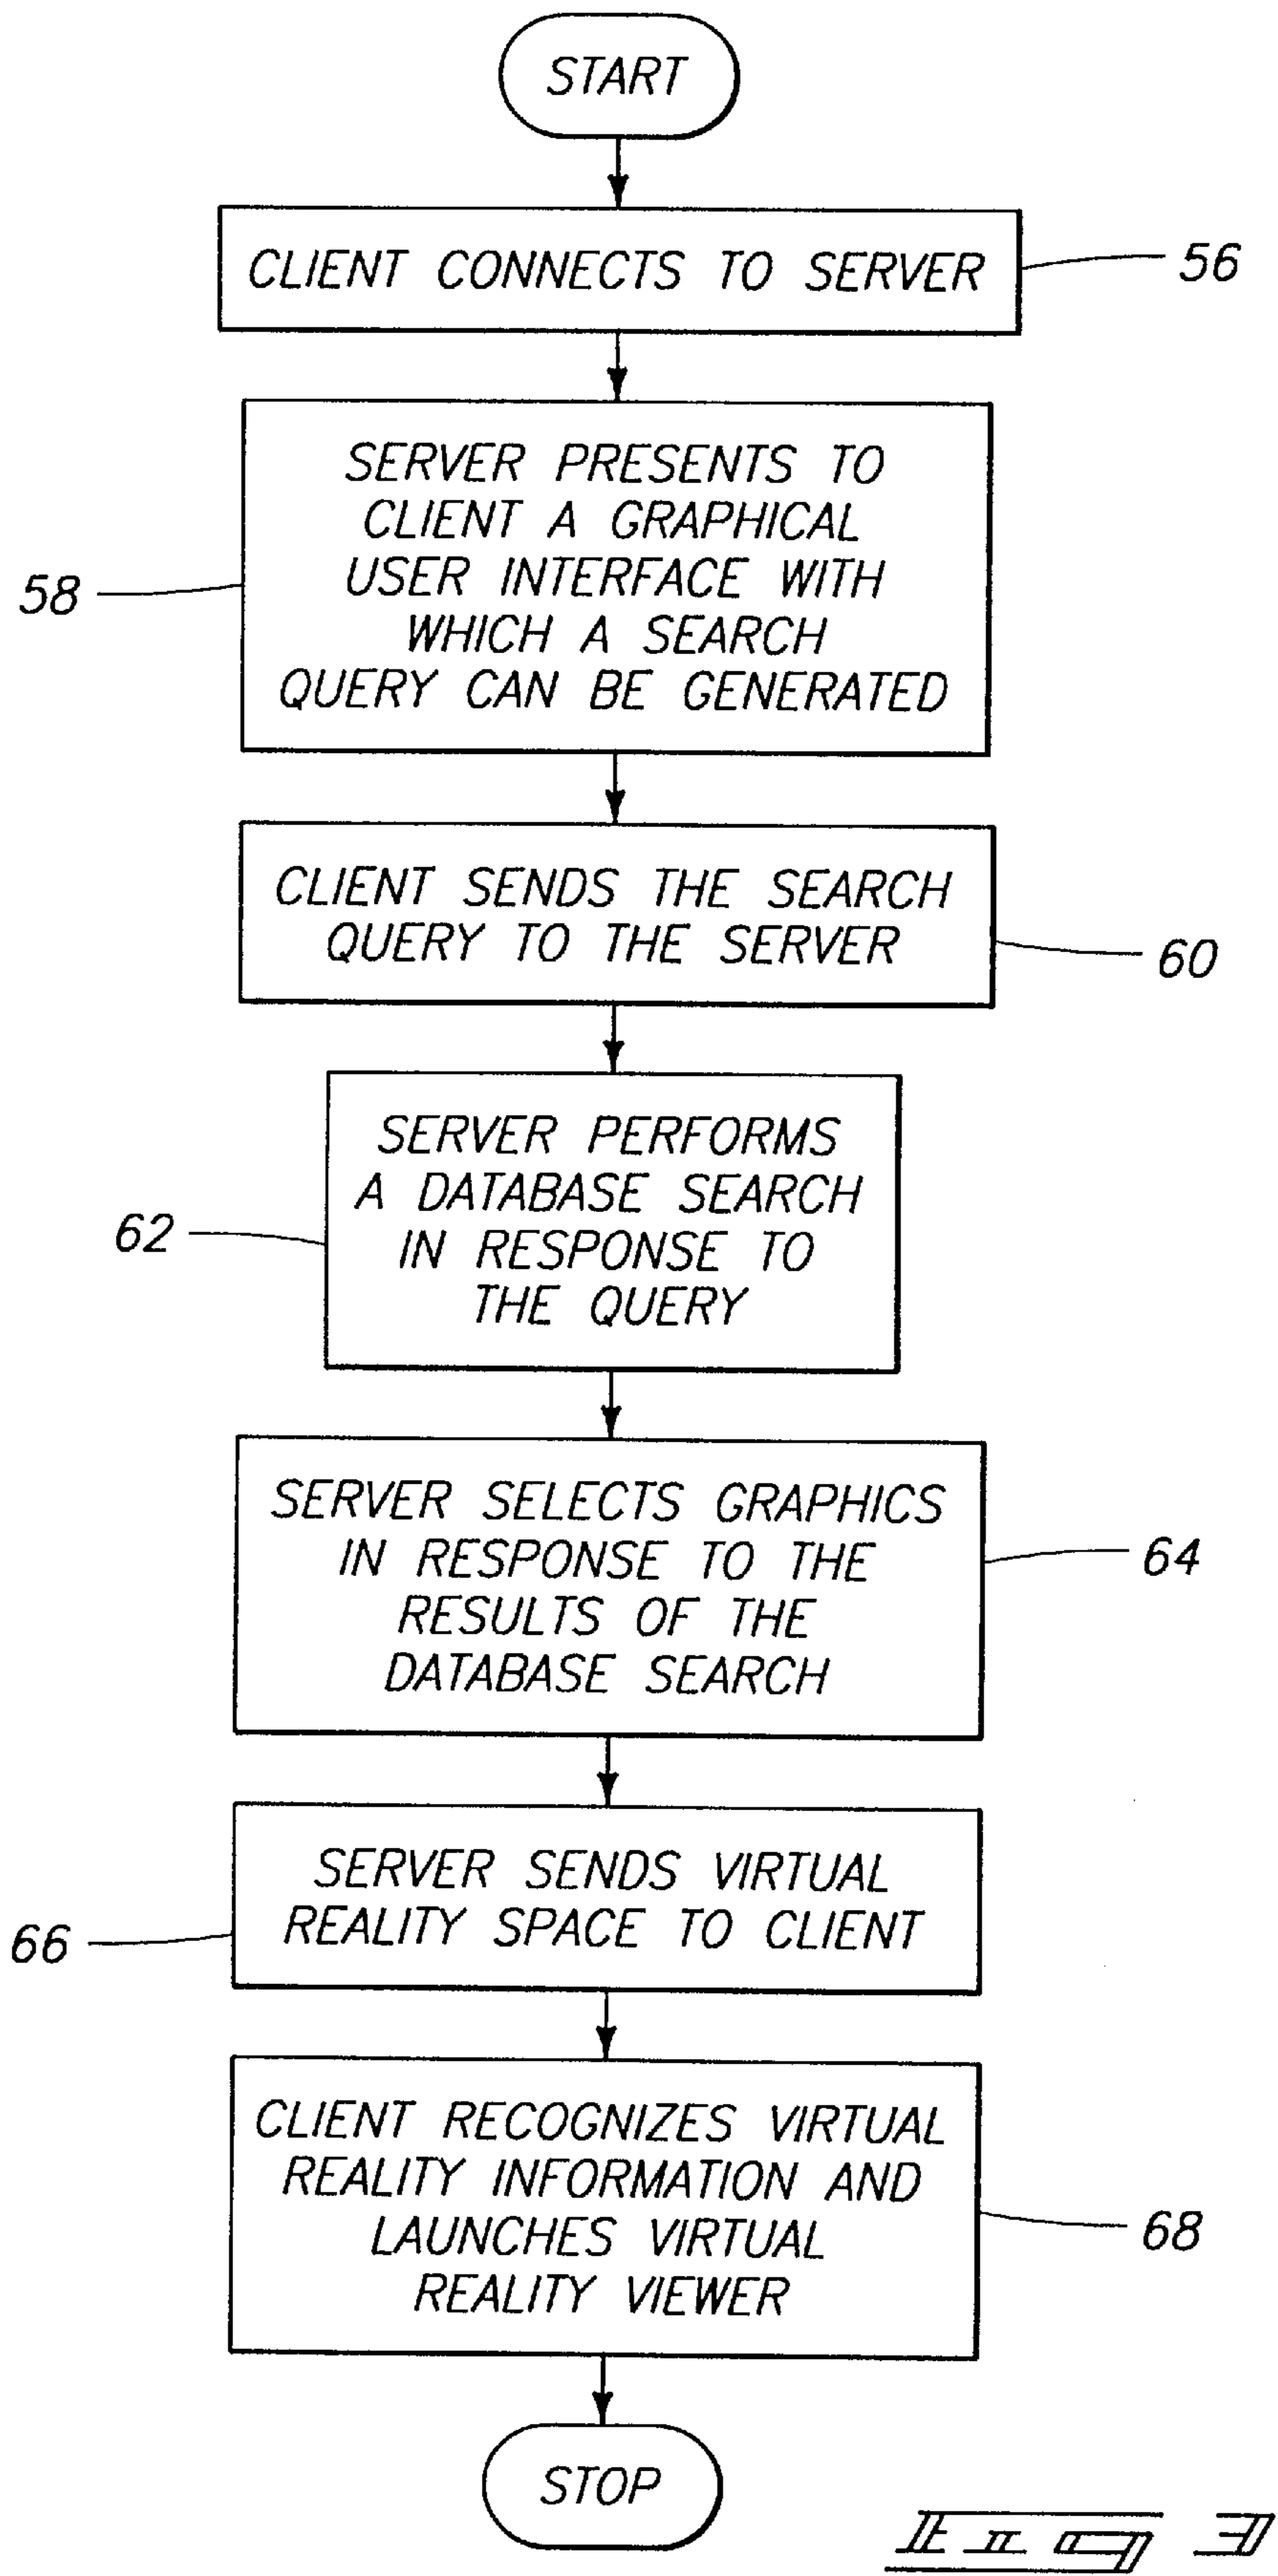 START
CLIENT CONNECTS TO SERVER
56
SERVER PRESENTS TO
CLIENT A GRAPHICAL
USER INTERFACE WITH
WHICH A SEARCH
QUERY CAN BE GENERATED
58
CLIENT SENDS THE SEARCH
QUERY TO THE SERVER
60
SERVER PERFORMS
A DATABASE SEARCH
IN RESPONSE TO
THE QUERY
62
SERVER SELECTS GRAPHICS
IN RESPONSE TO THE
RESULTS OF THE
DATABASE SEARCH
64
SERVER SENDS VIRTUAL
REALITY SPACE TO CLIENT
66
CLIENT RECOGNIZES VIRTUAL
REALITY INFORMATION AND
LAUNCHES VIRTUAL
REALITY VIEWER
68
STOP
Fig 3